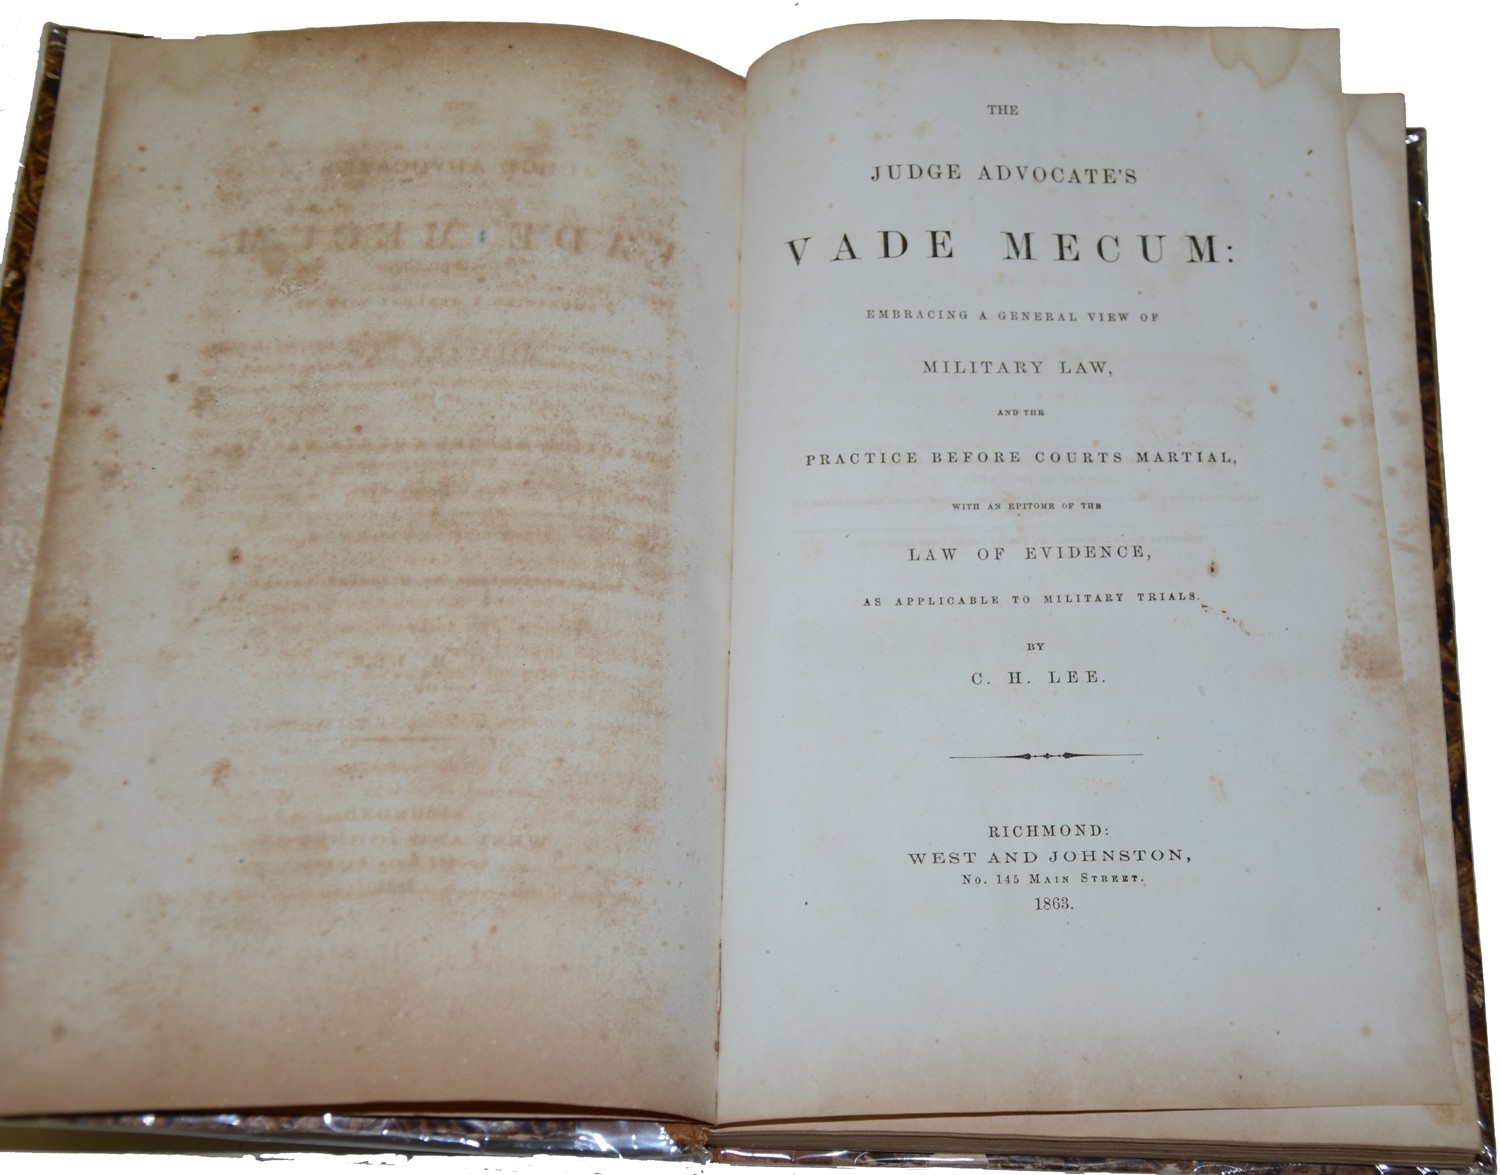 THE
JUDGE ADVOCATE'S
VADE MECUM:
EMBRACING A GENERAL VIEW OF
MILITARY LAW,
AND THE
PRACTICE BEFORE COURTS MARTIAL,
WITH AN EPITOME OF THE
LAW OF EVIDENCE,
AS APPLICABLE TO MILITARY TRIALS.
BY
C. H. LEE.
RICHMOND:
WEST AND JOHNSTON,
No. 145 Main Street.
1863.